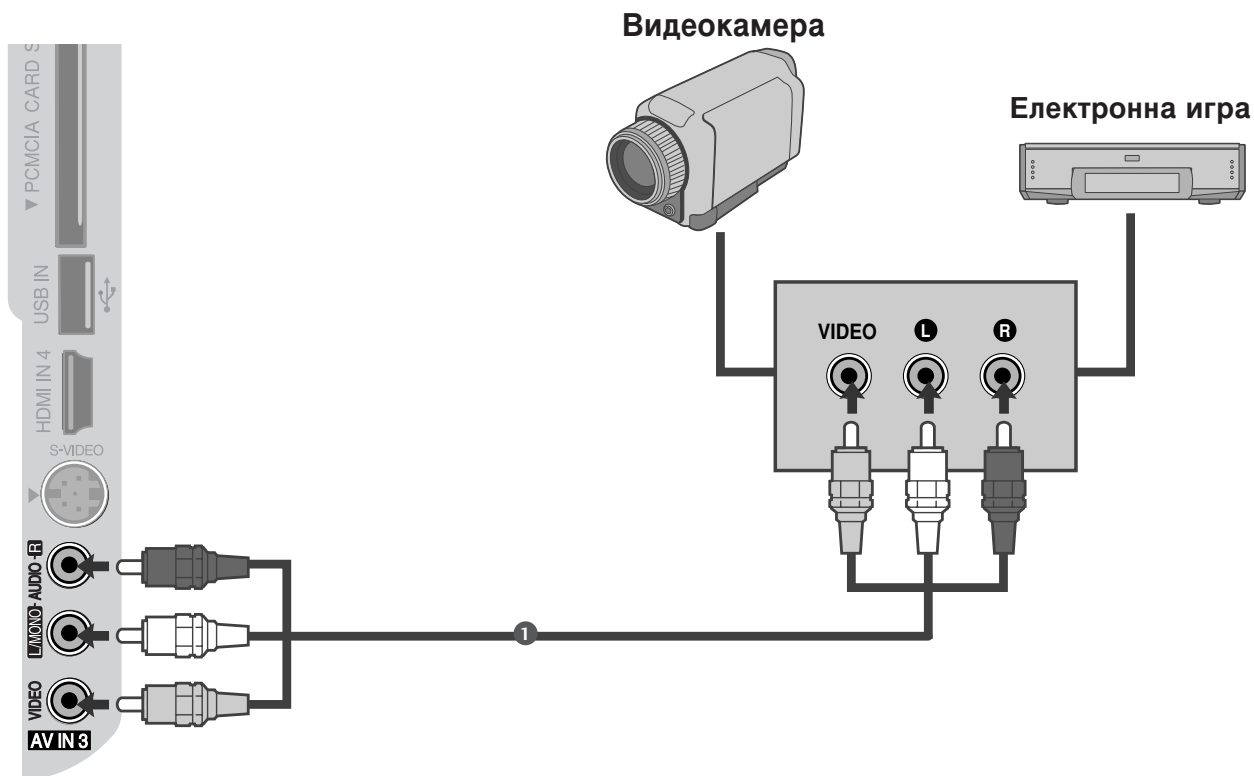 Видеокамера
Електронна игра
▼ PCMCIA CARD S
USB IN
HDMI IN 4
S-VIDEO
AUDIO -R
L/MONO-
VIDEO
AV IN 3
VIDEO
L
R
1